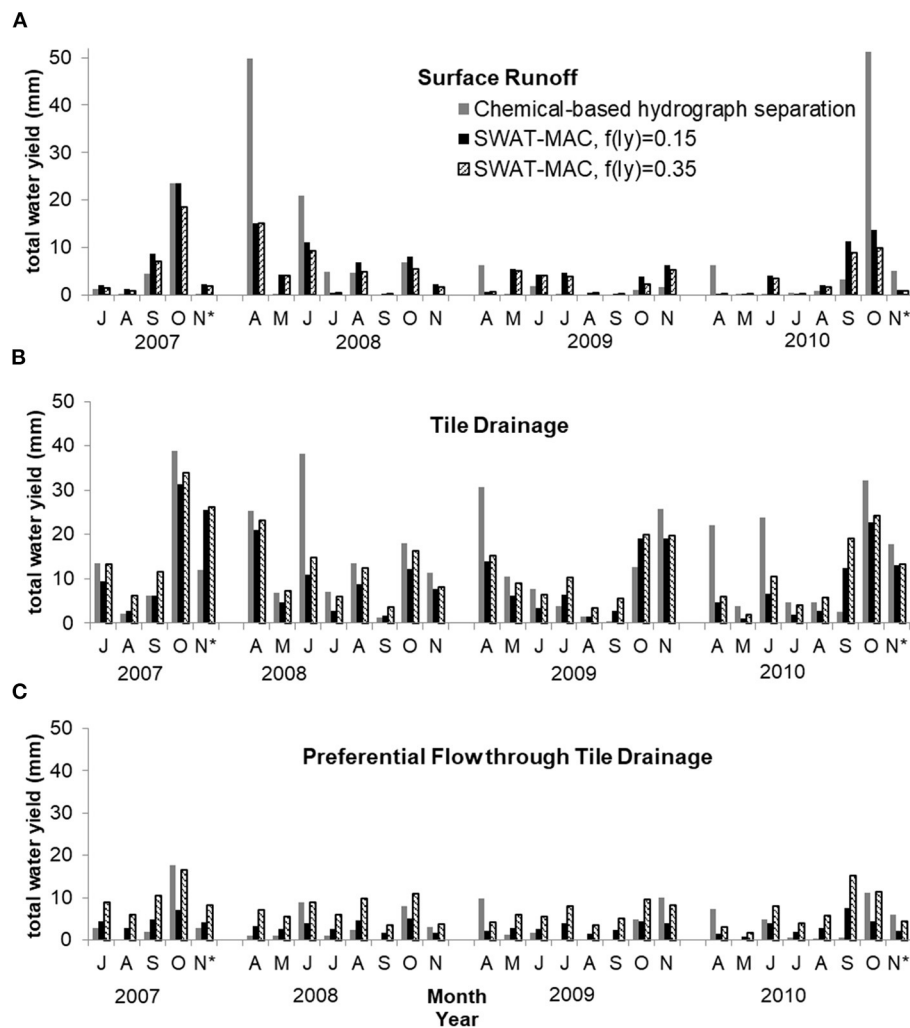 A
total water yield (mm)
50
40
30
20
10
0
Surface Runoff
Chemical-based hydrograph separation
SWAT-MAC, f(ly)=0.15
SWAT-MAC, f(ly)=0.35
J A S O N* A M J J A S O N A M J J A S O N A M J J A S O N*
2007 2008 2009 2010
B
total water yield (mm)
50
40
30
20
10
0
Tile Drainage
J A S O N* A M J J A S O N A M J J A S O N A M J J A S O N*
2007 2008 2009 2010
C
total water yield (mm)
50
40
30
20
10
0
Preferential Flow through Tile Drainage
J A S O N* A M J J A S O N A M J J A S O N A M J J A S O N*
2007 2008 Month 2009 2010
Year